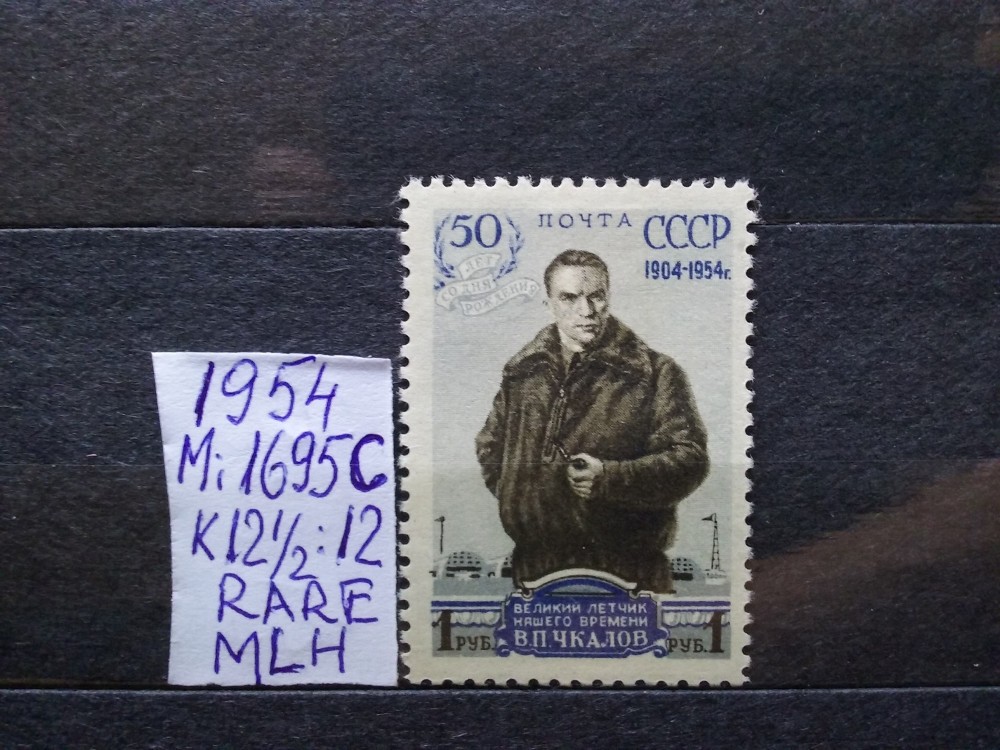 1954
Mi 1695C
K12½:12
RARE
MLH
50 ПОЧТА СССР
1904-1954г.
ЛЕТ
СО ДНЯ
РОЖДЕНИЯ
ВЕЛИКИЙ ЛЕТЧИК
НАШЕГО ВРЕМЕНИ
В.П.ЧКАЛОВ
1 РУБ. РУБ. 1